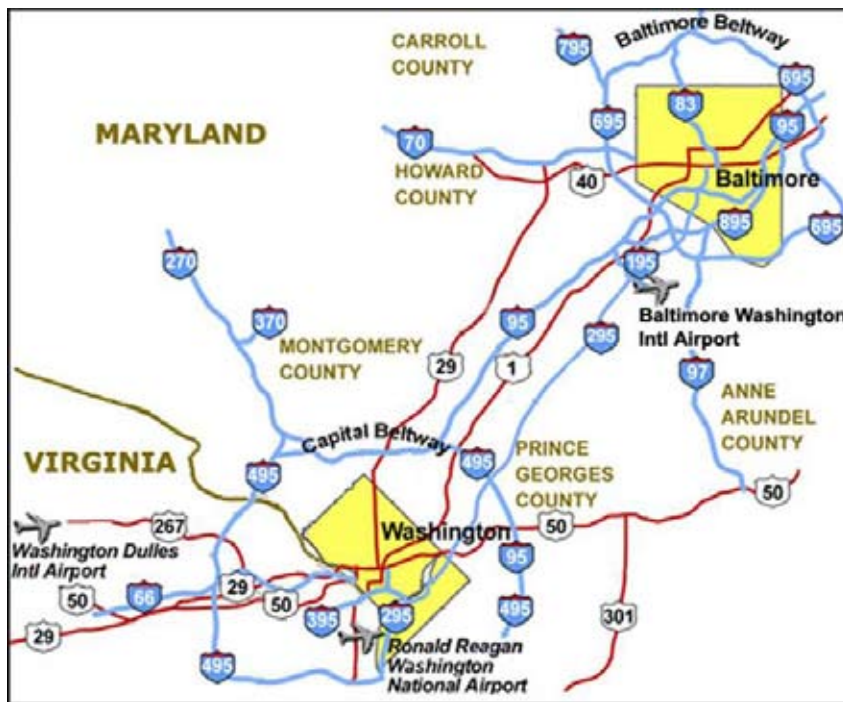 CARROLL
COUNTY
795
Baltimore Beltway
695
83
95
695
MARYLAND
70
HOWARD
COUNTY
40
Baltimore
895
695
270
195
370
Baltimore Washington
Intl Airport
MONTGOMERY
COUNTY
95
29
1
295
97
ANNE
ARUNDEL
COUNTY
VIRGINIA
Capital Beltway
495
495
PRINCE
GEORGES
COUNTY
50
Washington
50
267
Washington Dulles
Intl Airport
95
29
66
50
50
395
295
495
301
29
495
Ronald Reagan
Washington
National Airport